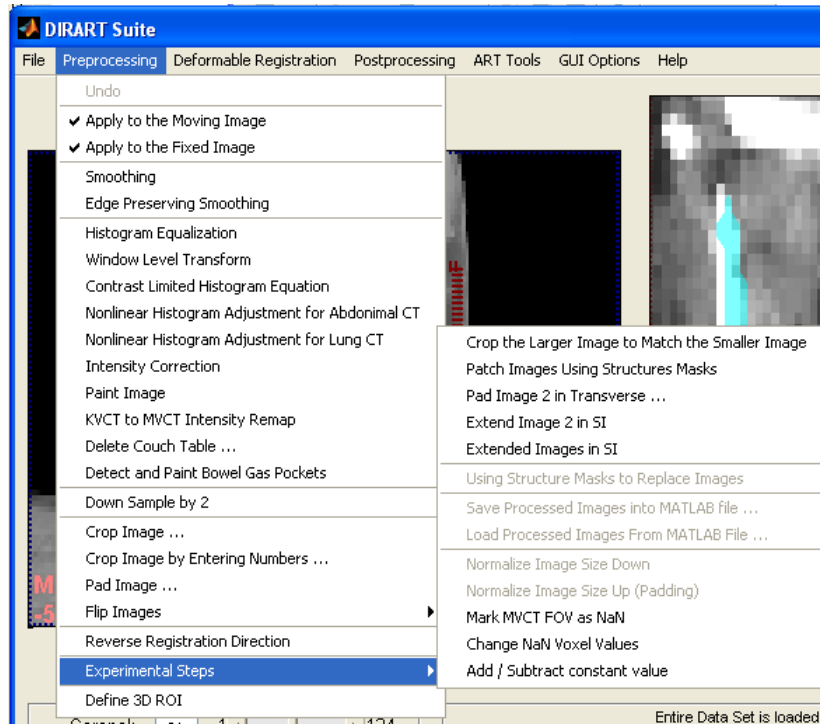 DIRART Suite
File Preprocessing Deformable Registration Postprocessing ART Tools GUI Options Help
Undo
Apply to the Moving Image
Apply to the Fixed Image
Smoothing
Edge Preserving Smoothing
Histogram Equalization
Window Level Transform
Contrast Limited Histogram Equation
Nonlinear Histogram Adjustment for Abdonimal CT
Nonlinear Histogram Adjustment for Lung CT
Intensity Correction
Paint Image
KVCT to MVCT Intensity Remap
Delete Couch Table ...
Detect and Paint Bowel Gas Pockets
Down Sample by 2
Crop Image ...
Crop Image by Entering Numbers ...
Pad Image ...
Flip Images
Reverse Registration Direction
Experimental Steps
Define 3D ROI
Crop the Larger Image to Match the Smaller Image
Patch Images Using Structures Masks
Pad Image 2 in Transverse ...
Extend Image 2 in SI
Extended Images in SI
Using Structure Masks to Replace Images
Save Processed Images into MATLAB file ...
Load Processed Images From MATLAB File ...
Normalize Image Size Down
Normalize Image Size Up (Padding)
Mark MVCT FOV as NaN
Change NaN Voxel Values
Add / Subtract constant value
M
-5
Entire Data Set is loaded